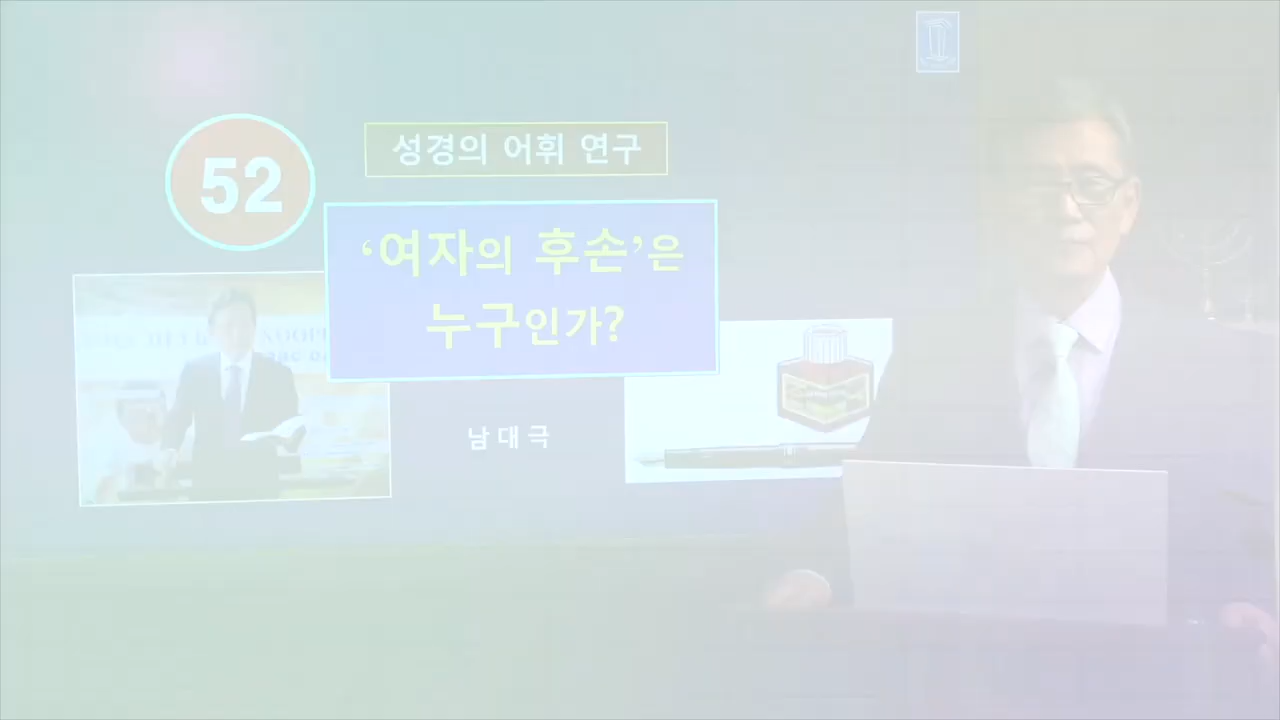 52
성경의 어휘 연구
‘여자의 후손’은
누구인가?
남대극